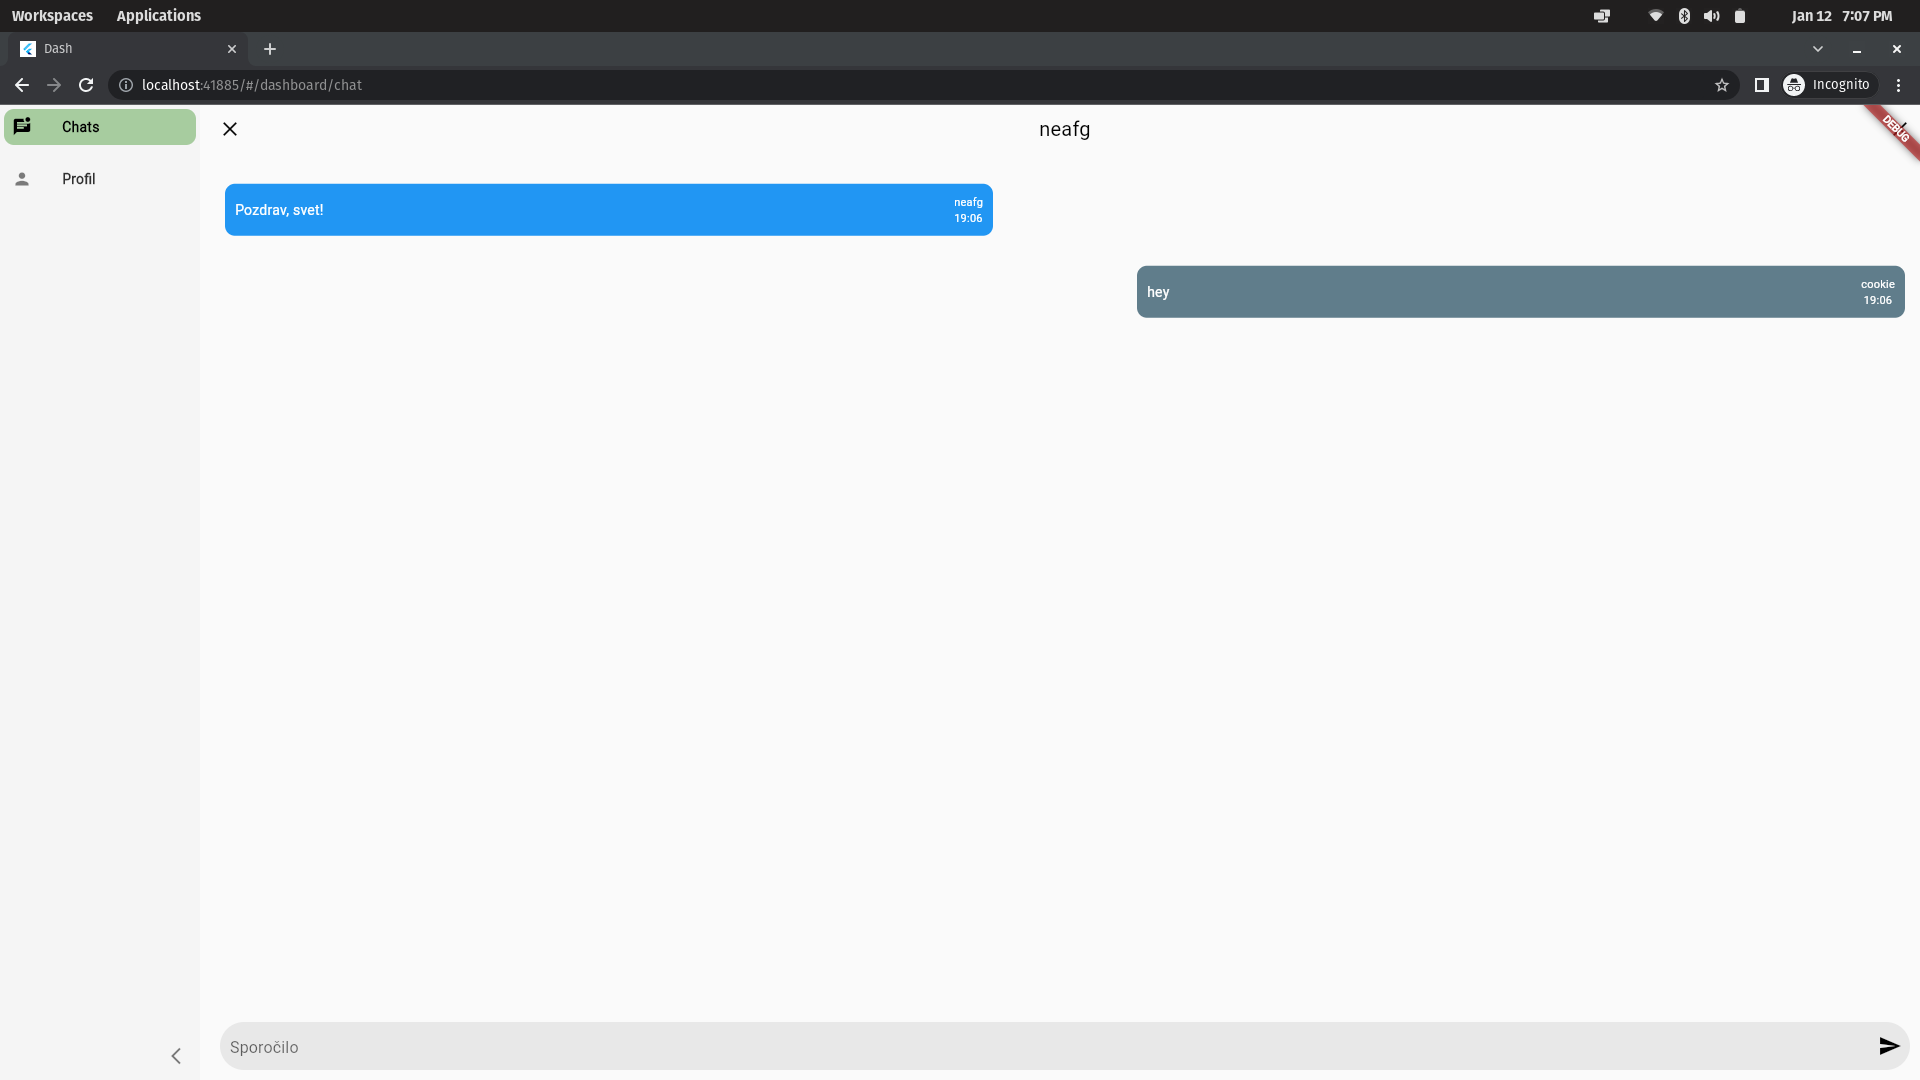 Workspaces Applications Jan 12 7:07 PM
Dash
localhost:41885/#/dashboard/chat Incognito
Chats
neafg
DEBUG
Profil
Pozdrav, svet!
neafg
19:06
hey
cookie
19:06
Sporočilo